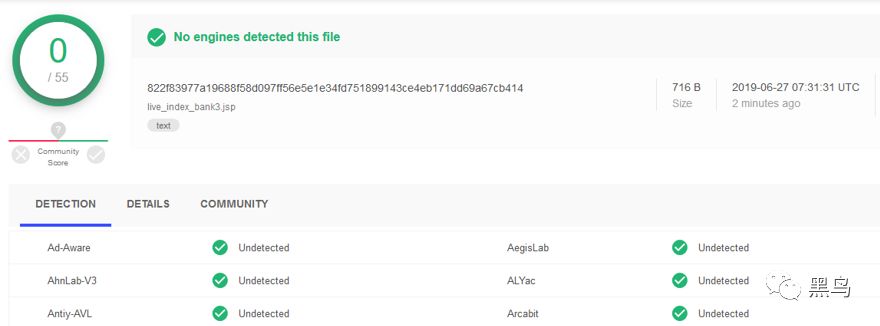 0
/ 55
?
Community
Score
No engines detected this file
822f83977a19688f58d097ff56e5e1e34fd751899143ce4eb171dd69a67cb414
live_index_bank3.jsp
text
716 B
Size
2019-06-27 07:31:31 UTC
2 minutes ago
DETECTION DETAILS COMMUNITY
Ad-Aware Undetected AegisLab Undetected
AhnLab-V3 Undetected ALYac Undetected
Antiy-AVL Undetected Arcabit Undetected
黑鸟